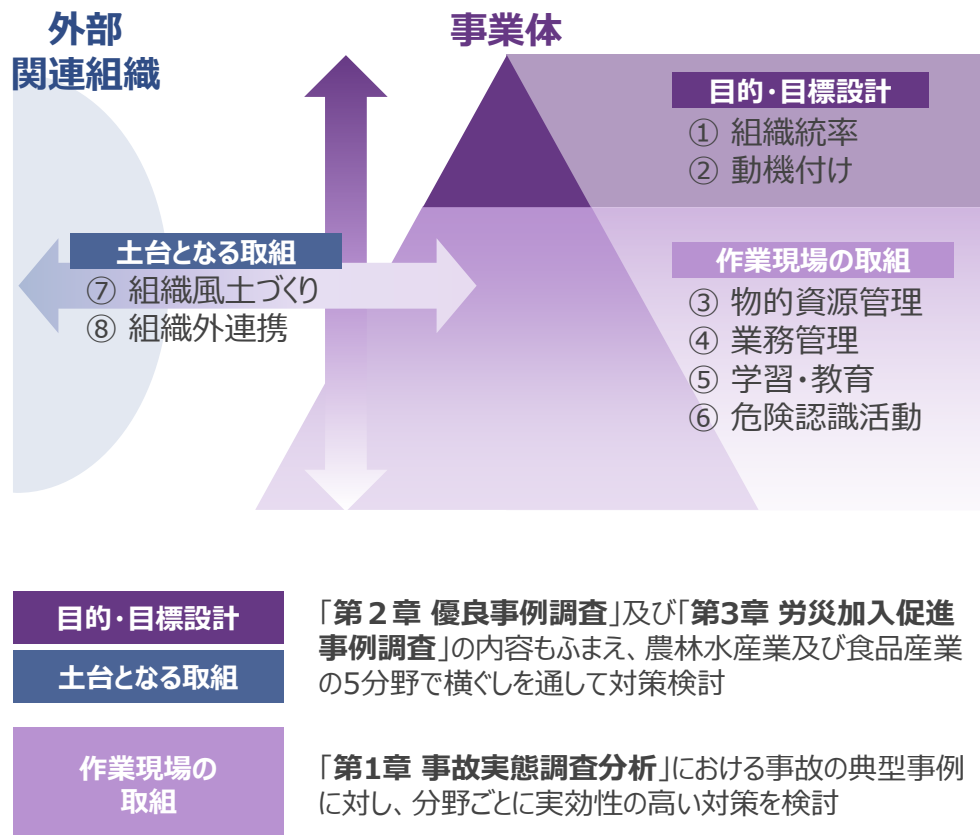 外部
関連組織
事業体
目的・目標設計
① 組織統率
② 動機付け
土台となる取組
⑦ 組織風土づくり
⑧ 組織外連携
作業現場の取組
③ 物的資源管理
④ 業務管理
⑤ 学習・教育
⑥ 危険認識活動
目的・目標設計
土台となる取組
「第２章 優良事例調査」及び「第3章 労災加入促進
事例調査」の内容もふまえ、農林水産業及び食品産業
の5分野で横ぐしを通して対策検討
作業現場の
取組
「第1章 事故実態調査分析」における事故の典型事例
に対し、分野ごとに実効性の高い対策を検討